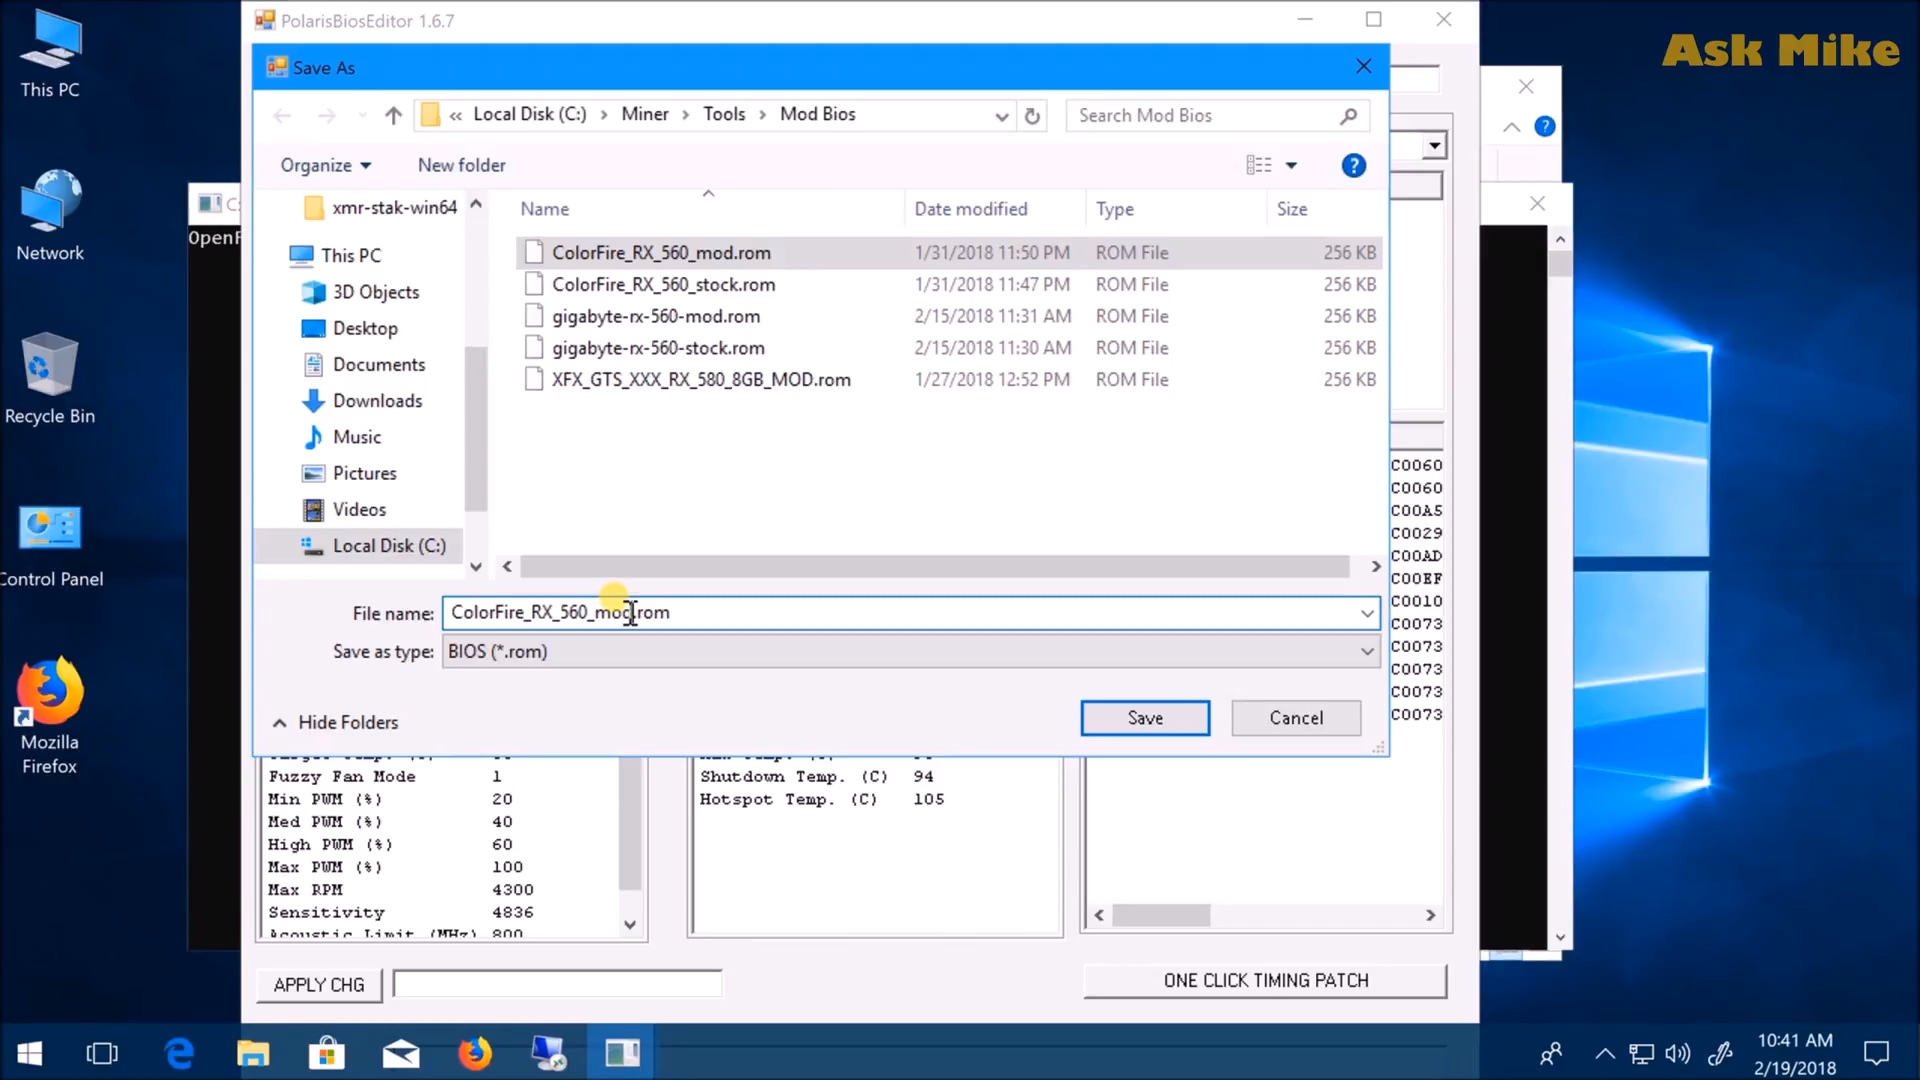 This PC
Network
Recycle Bin
Control Panel
Mozilla
Firefox
PolarisBiosEditor 1.6.7
Ask Mike
Save As
« Local Disk (C:) › Miner › Tools › Mod Bios
Search Mod Bios
Organize
New folder
xmr-stak-win64
This PC
3D Objects
Desktop
Documents
Downloads
Music
Pictures
Videos
Local Disk (C:)
Name Date modified Type Size
ColorFire_RX_560_mod.rom 1/31/2018 11:50 PM ROM File 256 KB
ColorFire_RX_560_stock.rom 1/31/2018 11:47 PM ROM File 256 KB
gigabyte-rx-560-mod.rom 2/15/2018 11:31 AM ROM File 256 KB
gigabyte-rx-560-stock.rom 2/15/2018 11:30 AM ROM File 256 KB
XFX_GTS_XXX_RX_580_8GB_MOD.rom 1/27/2018 12:52 PM ROM File 256 KB
File name: ColorFire_RX_560_mod.rom
Save as type: BIOS (*.rom)
Hide Folders
Save
Cancel
C0060
C0060
C00A5
C0029
C00AD
C00EF
C0010
C0073
C0073
C0073
C0073
C0073
Fuzzy Fan Mode 1
Min PWM (%) 20
Med PWM (%) 40
High PWM (%) 60
Max PWM (%) 100
Max RPM 4300
Sensitivity 4836
Acoustic Limit (MHz) 800
Shutdown Temp. (C) 94
Hotspot Temp. (C) 105
APPLY CHG
ONE CLICK TIMING PATCH
10:41 AM
2/19/2018